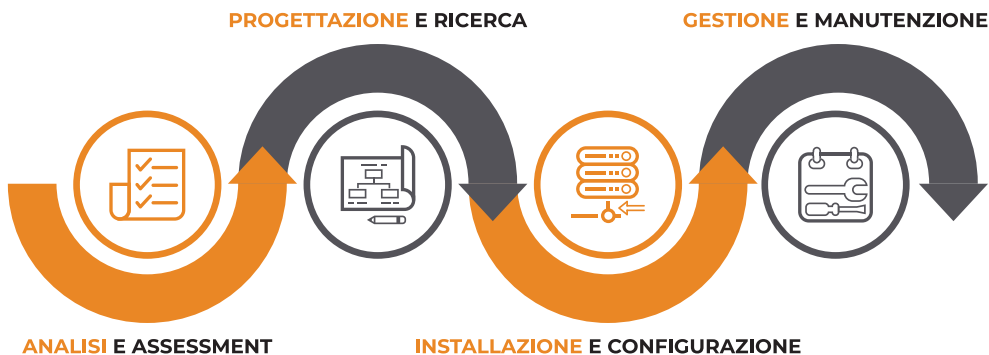 PROGETTAZIONE E RICERCA
GESTIONE E MANUTENZIONE
ANALISI E ASSESSMENT
INSTALLAZIONE E CONFIGURAZIONE